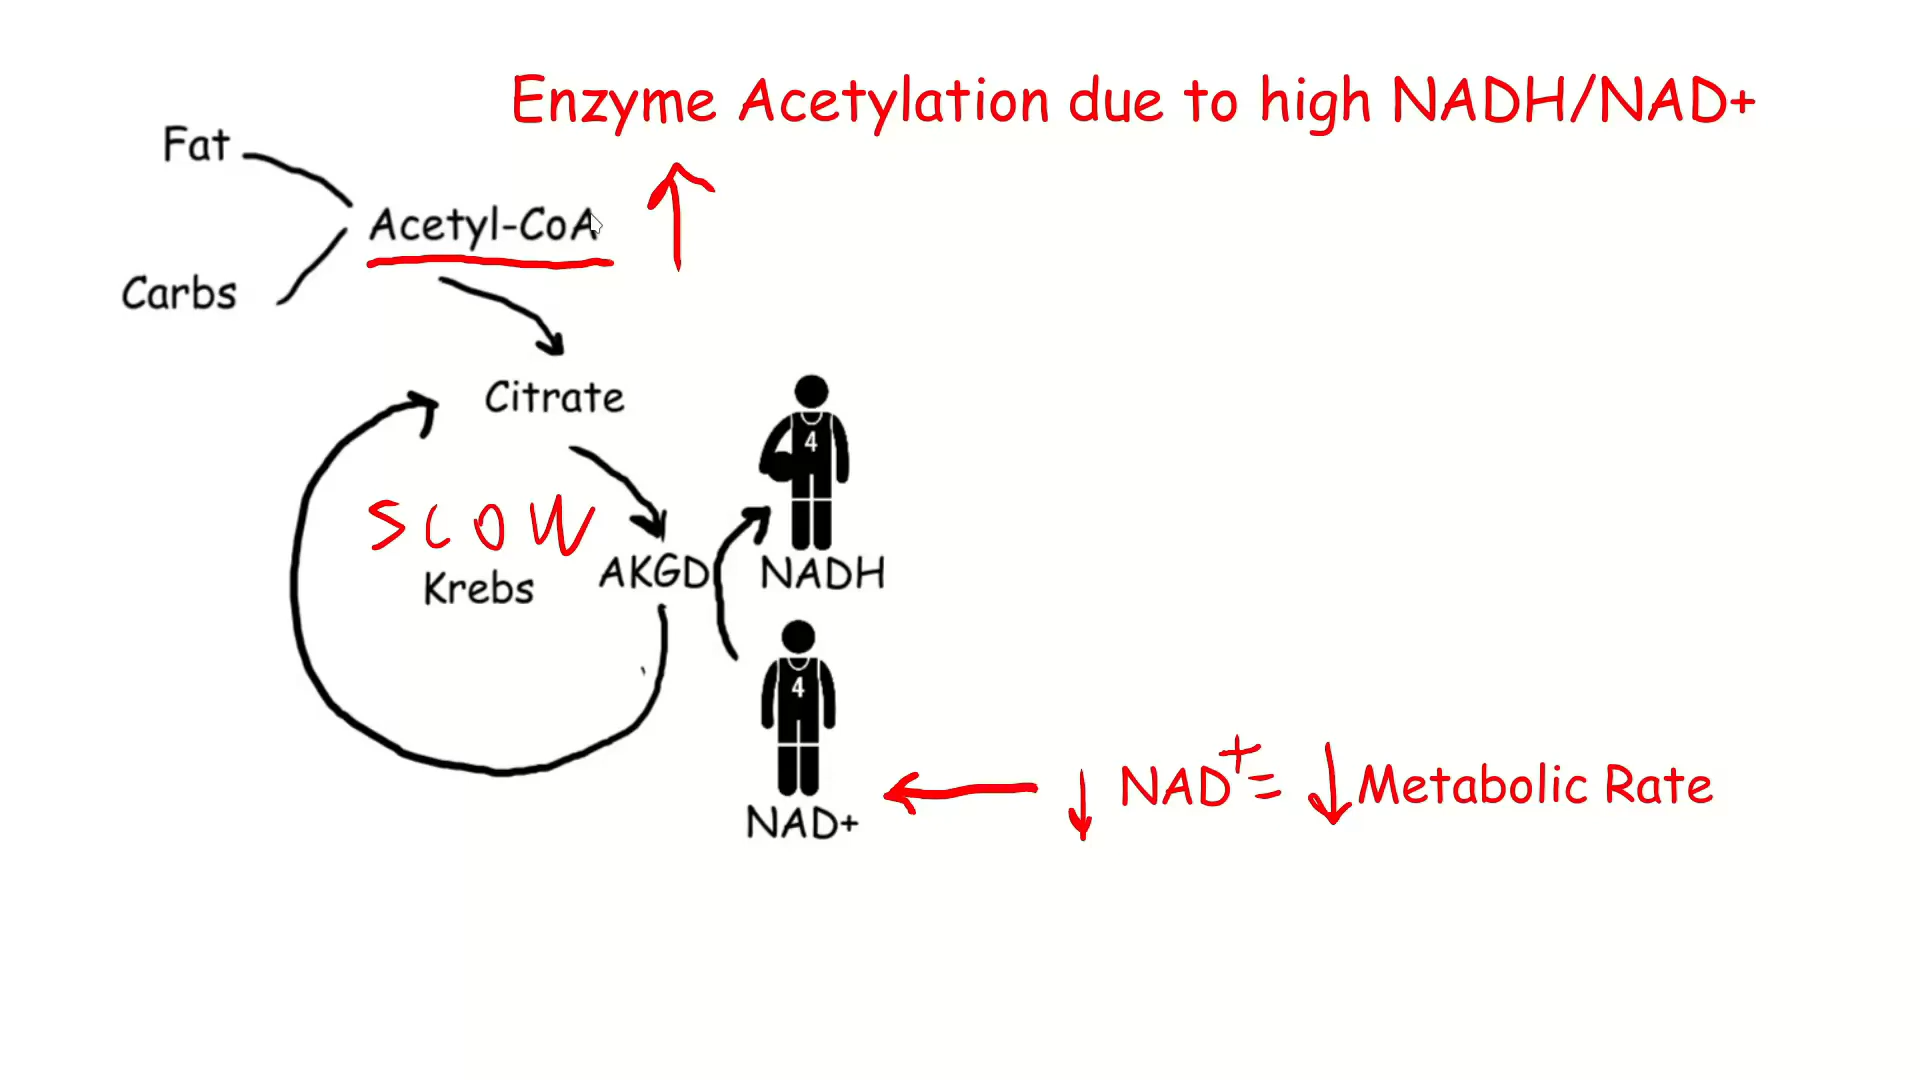 Enzyme Acetylation due to high NADH/NAD+
Fat
Acetyl-CoA
Carbs
Citrate
4
SLOW
Krebs
AKGD
NADH
4
NAD+ = Metabolic Rate
NAD+